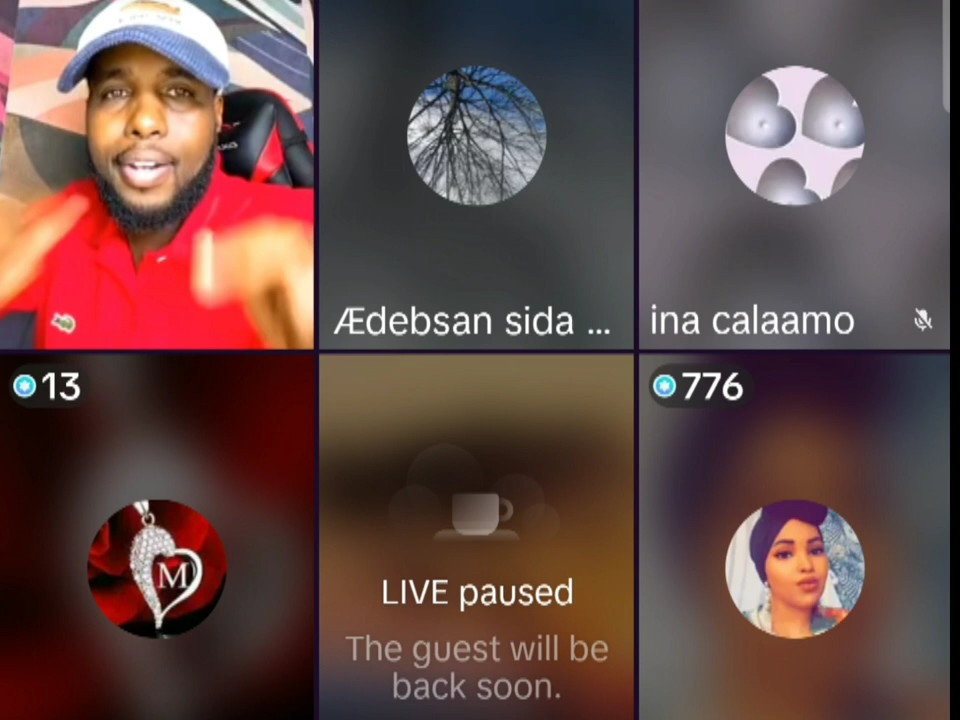 Ædebsan sida ...
ina calaamo
13
776
M
LIVE paused
The guest will be
back soon.